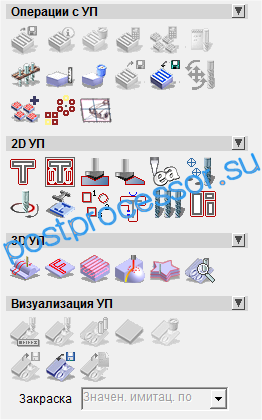 Операции с УП
2D УП
postprocessor.su
3D УП
Визуализация УП
Закраска
Значен. имитац. по